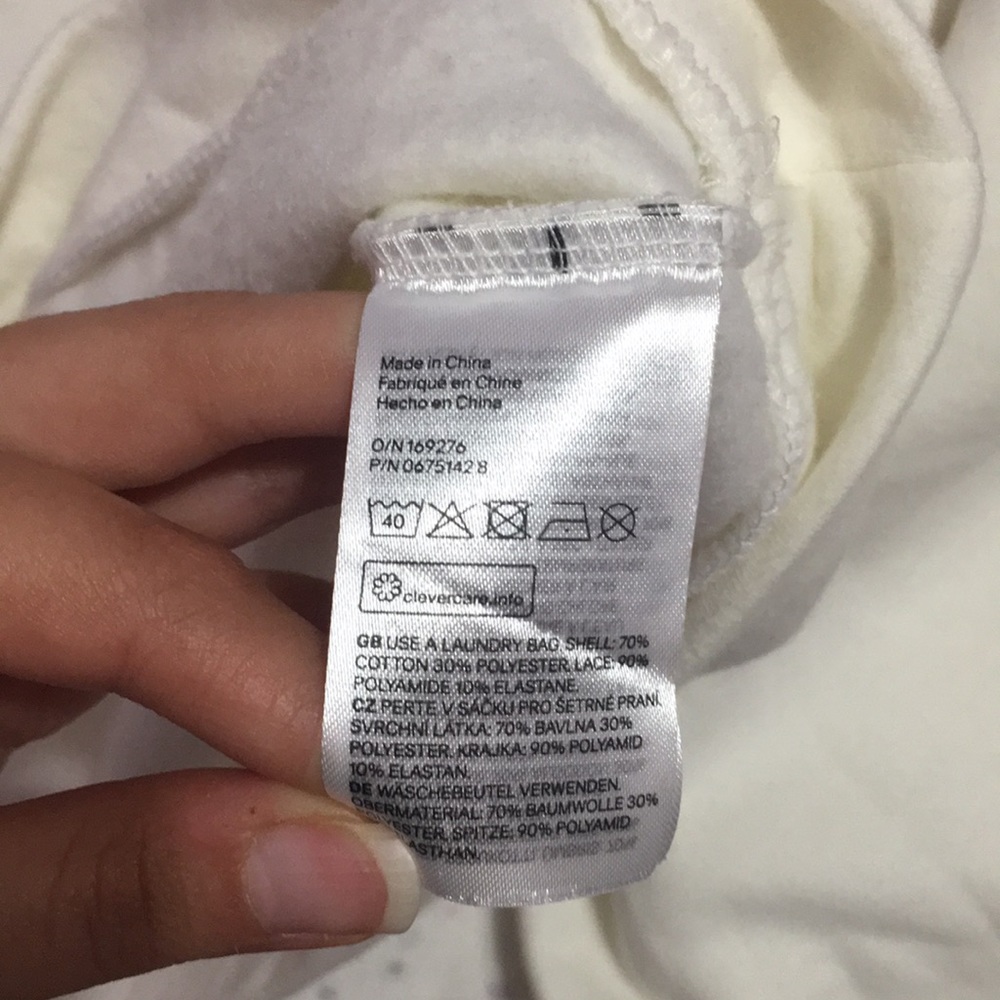 Made in China
Fabriqué en Chine
Hecho en China
O/N 169276
P/N 0675142 8
40
clevercare.info
GB USE A LAUNDRY BAG. SHELL: 70%
COTTON 30% POLYESTER. LACE: 90%
POLYAMIDE 10% ELASTANE.
CZ PERTE V SÁČKU PRO ŠETRNÉ PRANÍ.
SVRCHNÍ LÁTKA: 70% BAVLNA 30%
POLYESTER. KRAJKA: 90% POLYAMID
10% ELASTAN.
DE WÄSCHEBEUTEL VERWENDEN.
OBERMATERIAL: 70% BAUMWOLLE 30%
YESTER. SPITZE: 90% POLYAMID
ASTHAN.